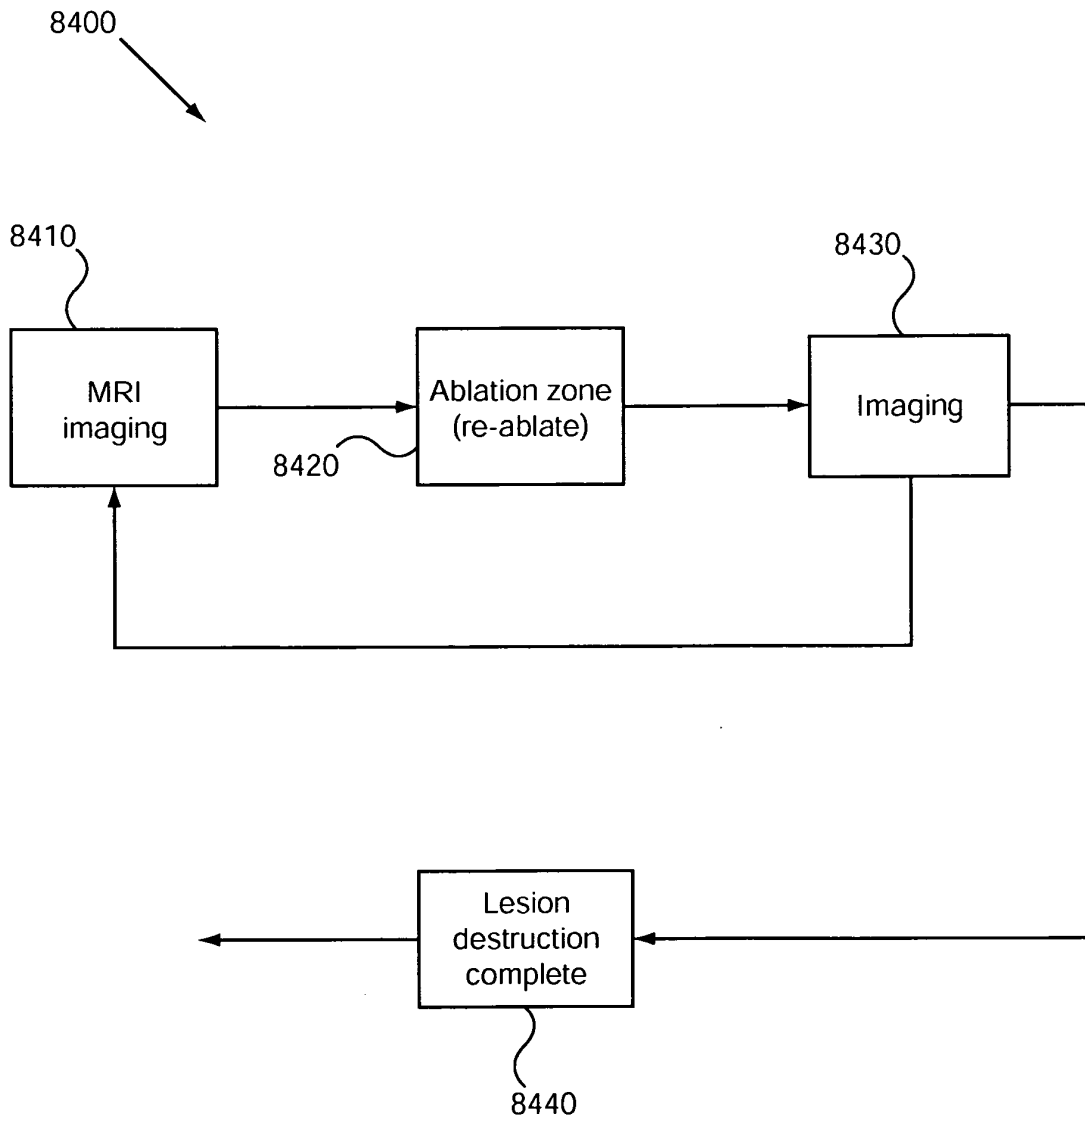 8400
8410
8430
MRI
imaging
Ablation zone
(re-ablate)
Imaging
8420
Lesion
destruction
complete
8440